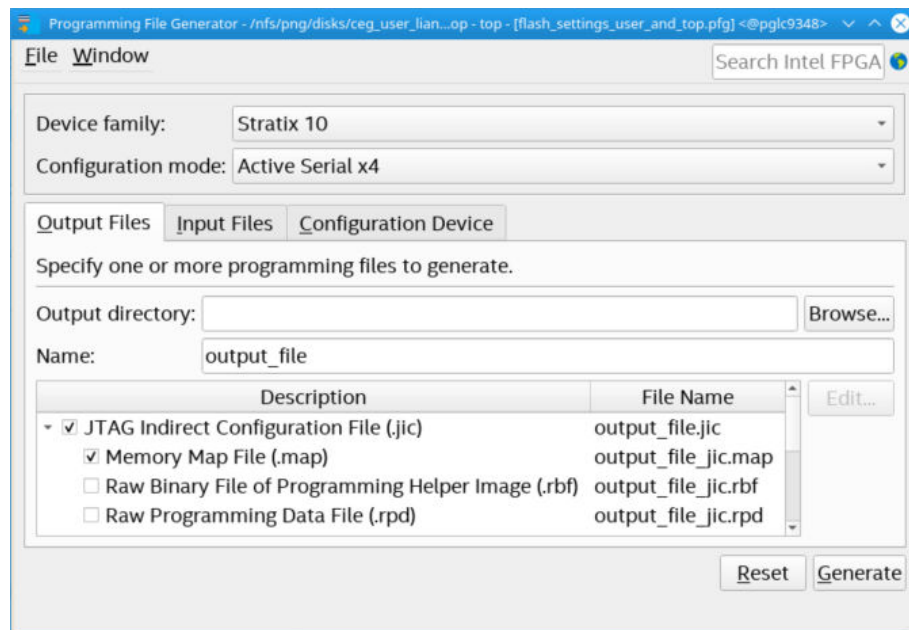 Programming File Generator - /nfs/png/disks/ceg_user_lian...op - top - [flash_settings_user_and_top.pfg] <@pglc9348>
File Window
Search Intel FPGA
Device family: Stratix 10
Configuration mode: Active Serial x4
Output Files Input Files Configuration Device
Specify one or more programming files to generate.
Output directory: Browse...
Name: output_file
Description File Name Edit...
JTAG Indirect Configuration File (.jic) output_file.jic
Memory Map File (.map) output_file_jic.map
Raw Binary File of Programming Helper Image (.rbf) output_file_jic.rbf
Raw Programming Data File (.rpd) output_file_jic.rpd
Reset Generate